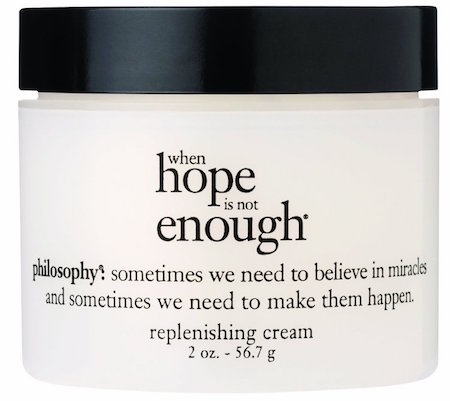 when
hope
is not
enough®
philosophy®: sometimes we need to believe in miracles
and sometimes we need to make them happen.
replenishing cream
2 oz. - 56.7 g